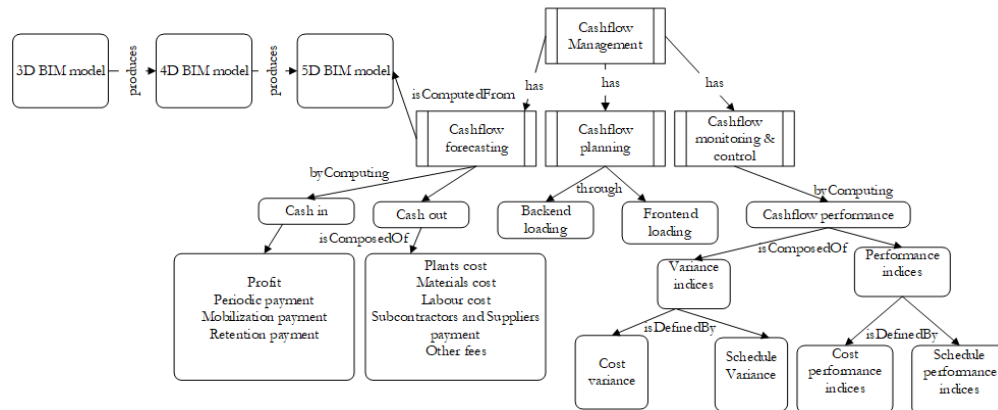 Cashflow
Management
3D BIM model
produces
4D BIM model
produces
5D BIM model
isComputedFrom
has
has
has
Cashflow
forecasting
Cashflow
planning
Cashflow
monitoring &
control
byComputing
through
byComputing
Cash in
Cash out
Backend
loading
Frontend
loading
Cashflow performance
isComposedOf
isComposedOf
Profit
Periodic payment
Mobilization payment
Retention payment
Plants cost
Materials cost
Labour cost
Subcontractors and Suppliers
payment
Other fees
Variance
indices
Performance
indices
isDefinedBy
isDefinedBy
Cost
variance
Schedule
Variance
Cost
performance
indices
Schedule
performance
indices